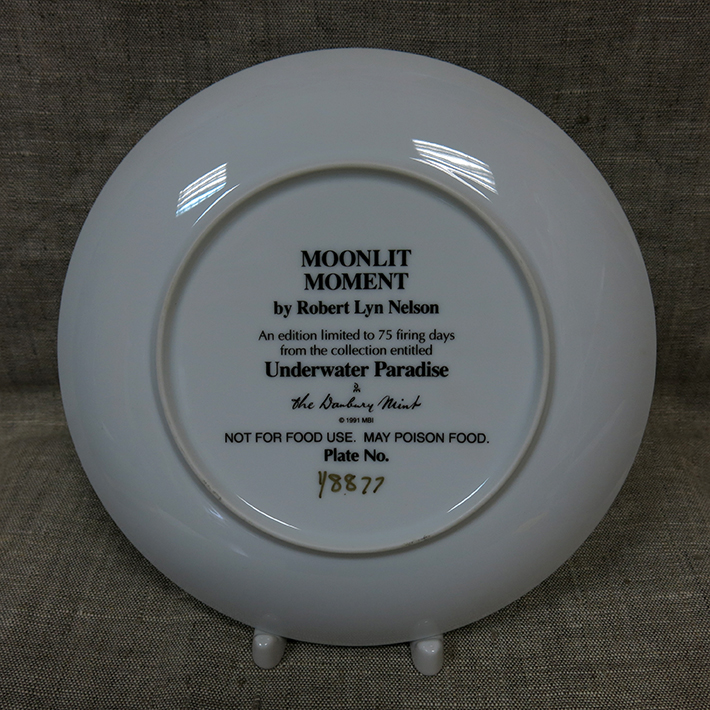 MOONLIT
MOMENT
by Robert Lyn Nelson
An edition limited to 75 firing days
from the collection entitled
Underwater Paradise
the Danbury Mint
© 1991 MBI
NOT FOR FOOD USE. MAY POISON FOOD.
Plate No.
Y8877